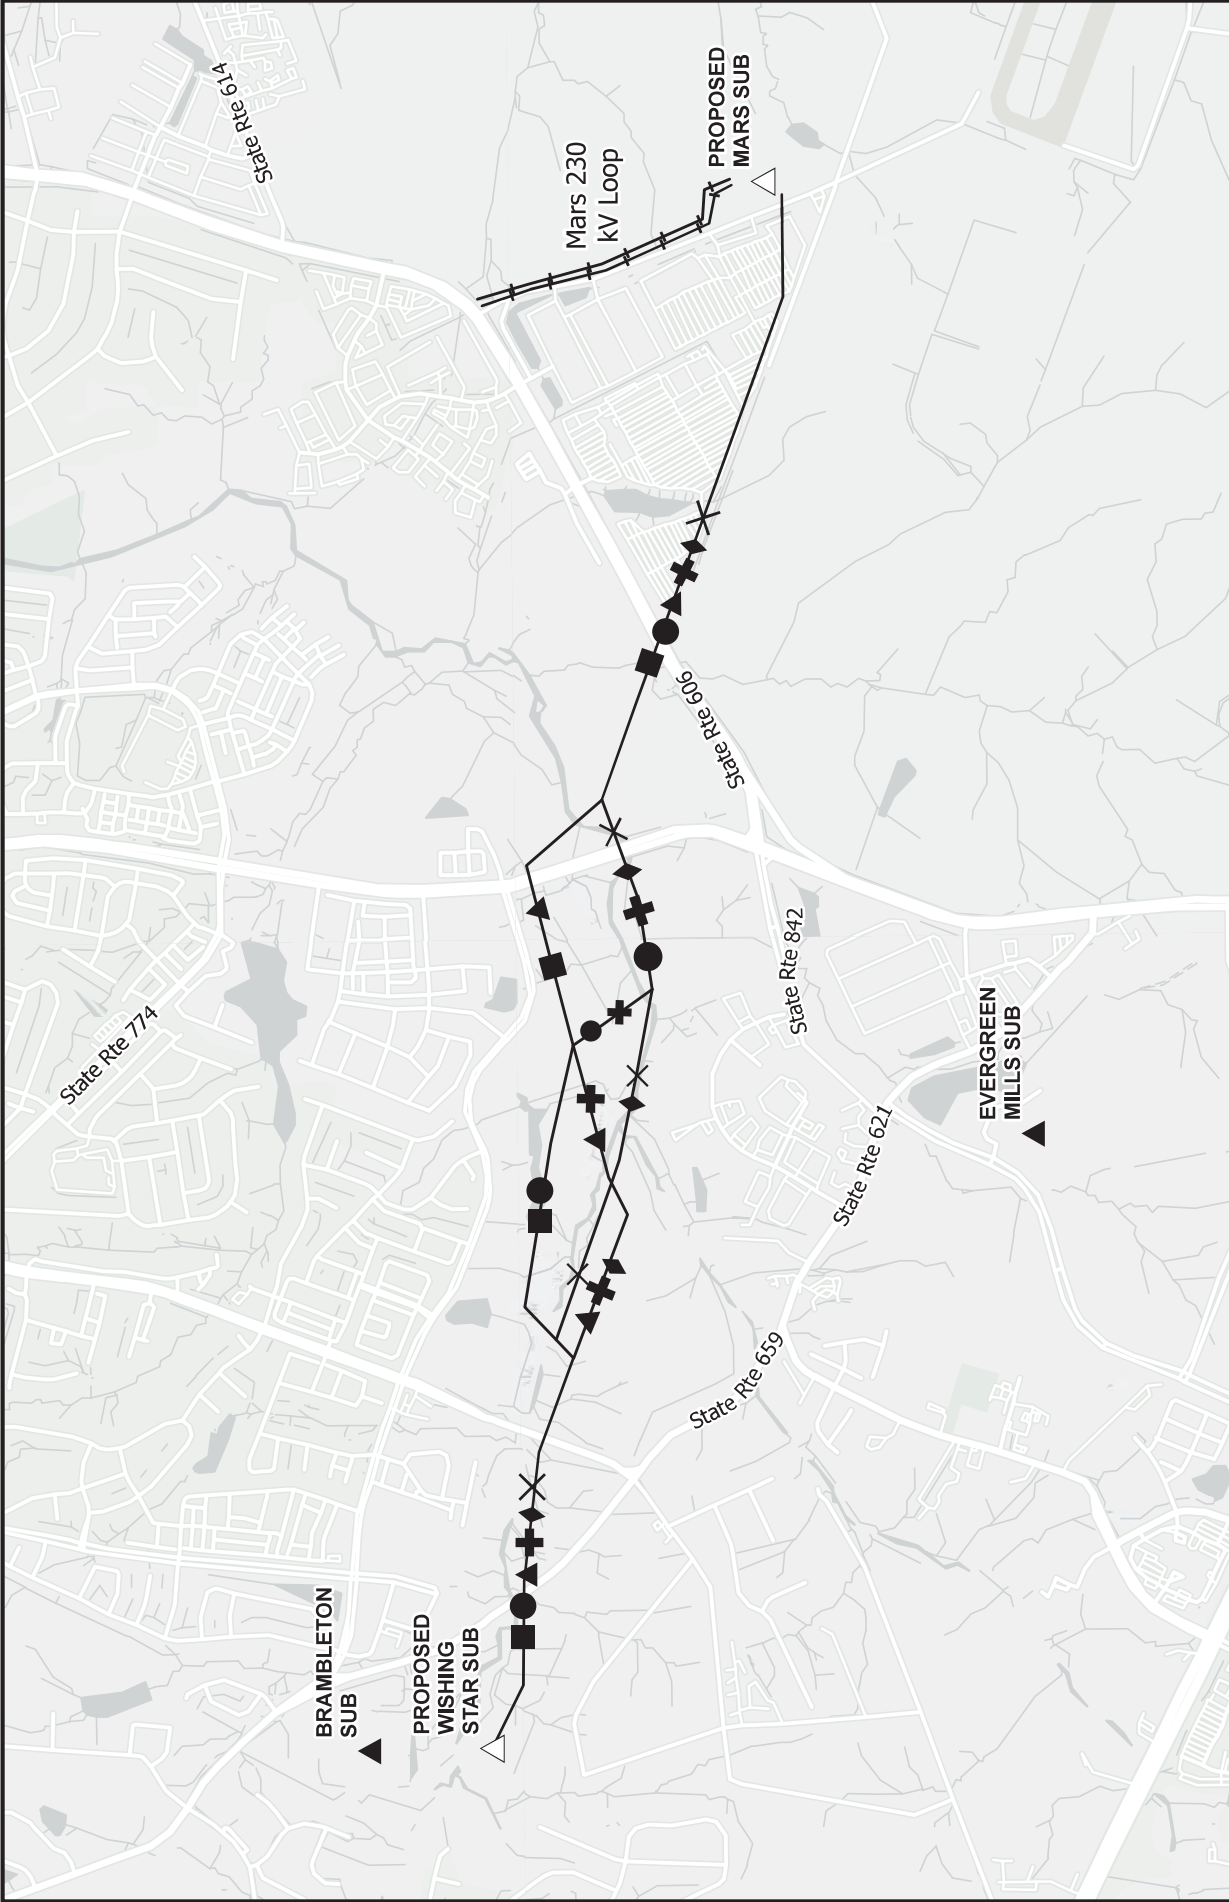 State Rte 614
PROPOSED
MARS SUB
Mars 230
kV Loop
State Rte 606
State Rte 842
State Rte 774
EVERGREEN
MILLS SUB
State Rte 621
State Rte 659
BRAMBLETON
SUB
PROPOSED
WISHING
STAR SUB